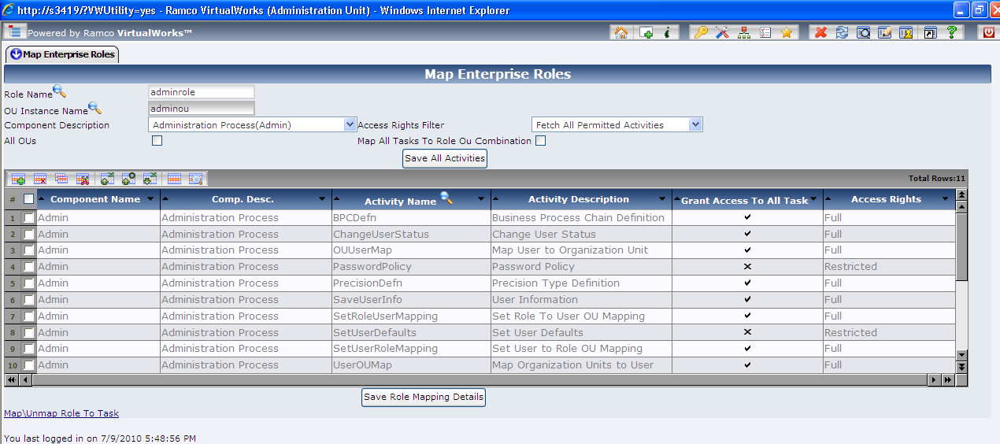 http://s3419/?VWUtility=yes - Ramco VirtualWorks (Administration Unit) - Windows Internet Explorer
Powered by Ramco VirtualWorks™
Map Enterprise Roles
Map Enterprise Roles
Role Name adminrole
OU Instance Name adminou
Component Description Administration Process(Admin) Access Rights Filter Fetch All Permitted Activities
All OUs Map All Tasks To Role Ou Combination
Save All Activities
Total Rows:11
# Component Name Comp. Desc. Activity Name Activity Description Grant Access To All Task Access Rights
1 Admin Administration Process BPCDefn Business Process Chain Definition Full
2 Admin Administration Process ChangeUserStatus Change User Status Full
3 Admin Administration Process OUUserMap Map User to Organization Unit Full
4 Admin Administration Process PasswordPolicy Password Policy Restricted
5 Admin Administration Process PrecisionDefn Precision Type Definition Full
6 Admin Administration Process SaveUserInfo User Information Full
7 Admin Administration Process SetRoleUserMapping Set Role To User OU Mapping Full
8 Admin Administration Process SetUserDefaults Set User Defaults Restricted
9 Admin Administration Process SetUserRoleMapping Set User to Role OU Mapping Full
10 Admin Administration Process UserOUMap Map Organization Units to User Full
Save Role Mapping Details
Map\Unmap Role To Task
You last logged in on 7/9/2010 5:48:56 PM